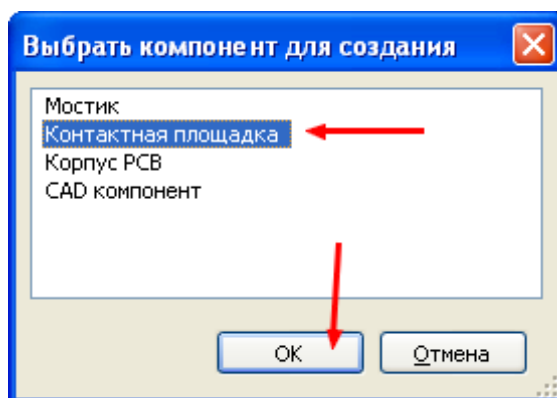 Выбрать компонент для создания
Мостик
Контактная площадка
Корпус PCB
CAD компонент
OK
Отмена